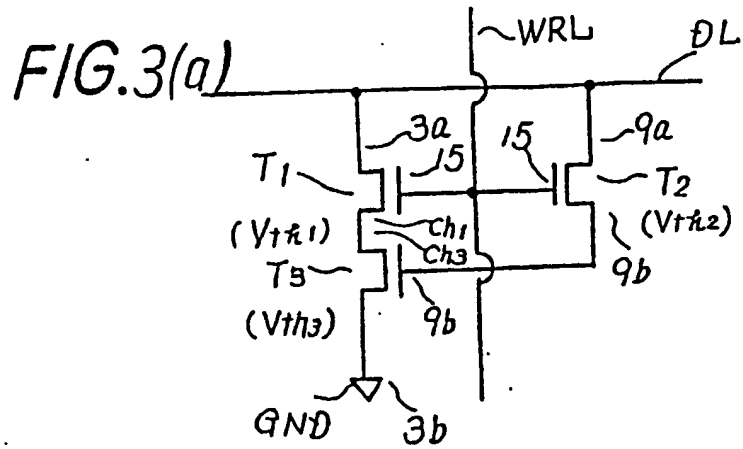 WRL
DL
FIG.3(a)
3a
9a
15
15
T1
T2
(Vth1)
Ch1
(Vth2)
Ch3
T3
9b
9b
(Vth3)
GND
3b